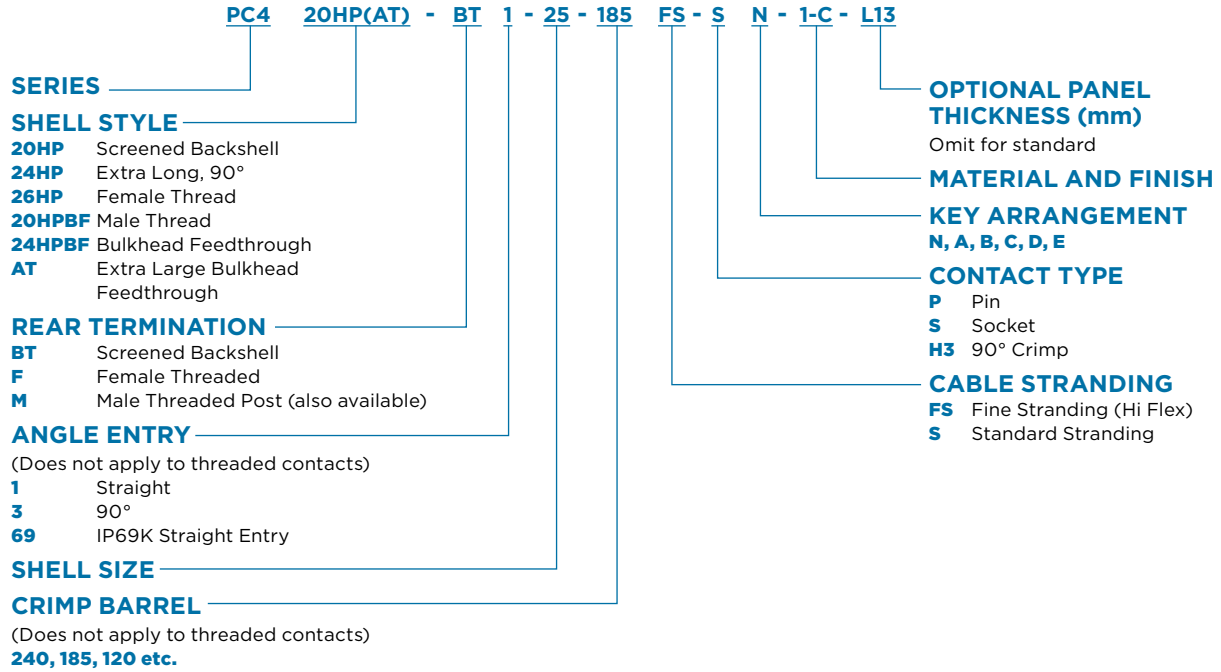 PC4 20HP(AT) - BT 1 - 25 - 185 FS - S N - 1-C - L13
SERIES
SHELL STYLE
20HP Screened Backshell
24HP Extra Long, 90°
26HP Female Thread
20HPBF Male Thread
24HPBF Bulkhead Feedthrough
AT Extra Large Bulkhead
Feedthrough
REAR TERMINATION
BT Screened Backshell
F Female Threaded
M Male Threaded Post (also available)
ANGLE ENTRY
(Does not apply to threaded contacts)
1 Straight
3 90°
69 IP69K Straight Entry
SHELL SIZE
CRIMP BARREL
(Does not apply to threaded contacts)
240, 185, 120 etc.
OPTIONAL PANEL
THICKNESS (mm)
Omit for standard
MATERIAL AND FINISH
KEY ARRANGEMENT
N, A, B, C, D, E
CONTACT TYPE
P Pin
S Socket
H3 90° Crimp
CABLE STRANDING
FS Fine Stranding (Hi Flex)
S Standard Stranding